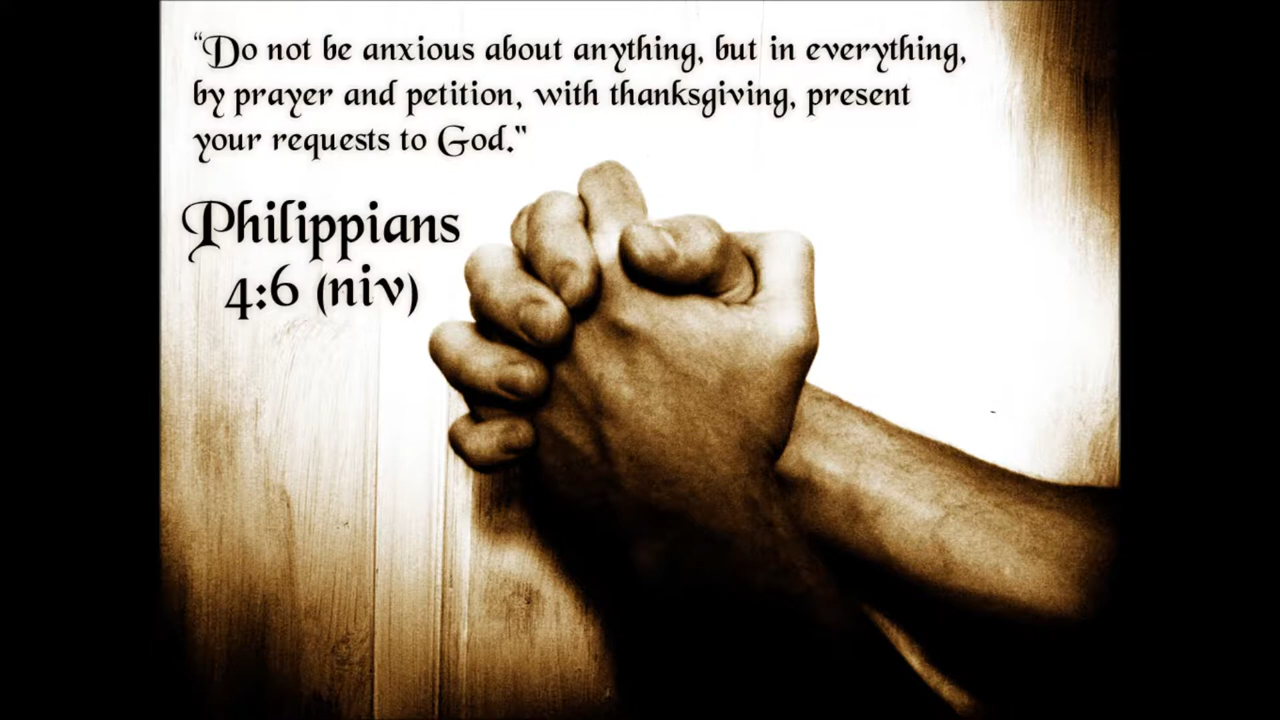 “Do not be anxious about anything, but in everything,
by prayer and petition, with thanksgiving, present
your requests to God."
Philippians
4:6 (niv)